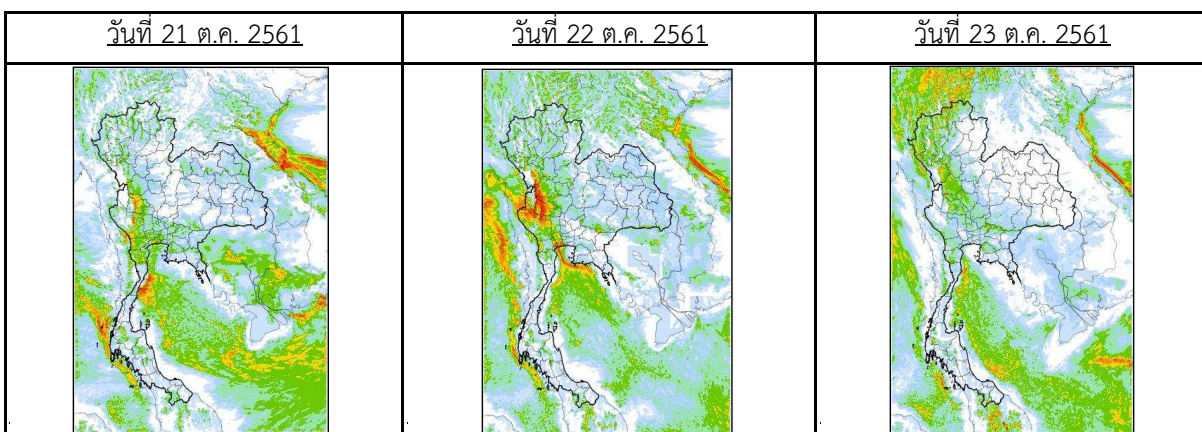 วันที่ 21 ต.ค. 2561
วันที่ 22 ต.ค. 2561
วันที่ 23 ต.ค. 2561